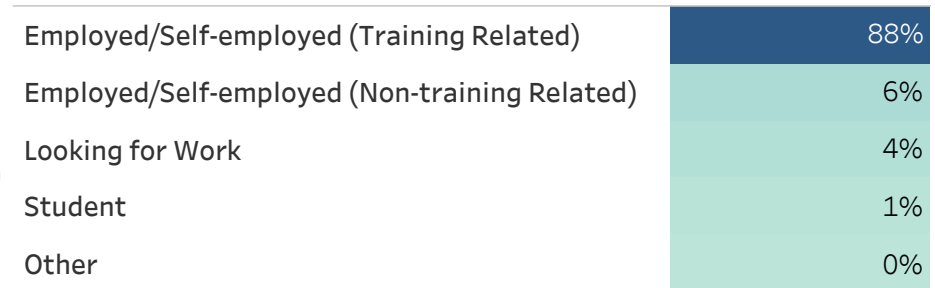 Employed/Self-employed (Training Related) 88%
Employed/Self-employed (Non-training Related) 6%
Looking for Work 4%
Student 1%
Other 0%